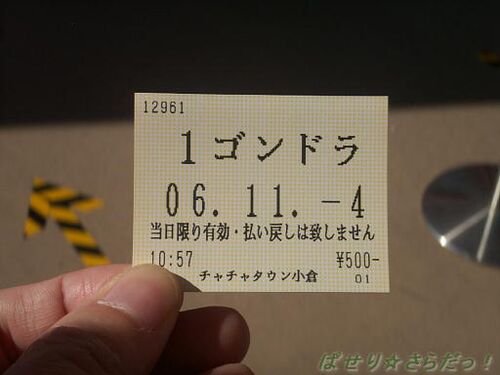 12961
1ゴンドラ
06.11.-4
当日限り有効・払い戻しは致しません
10:57 ¥500-
チャチャタウン小倉 01
ぱせり☆さらだっ!